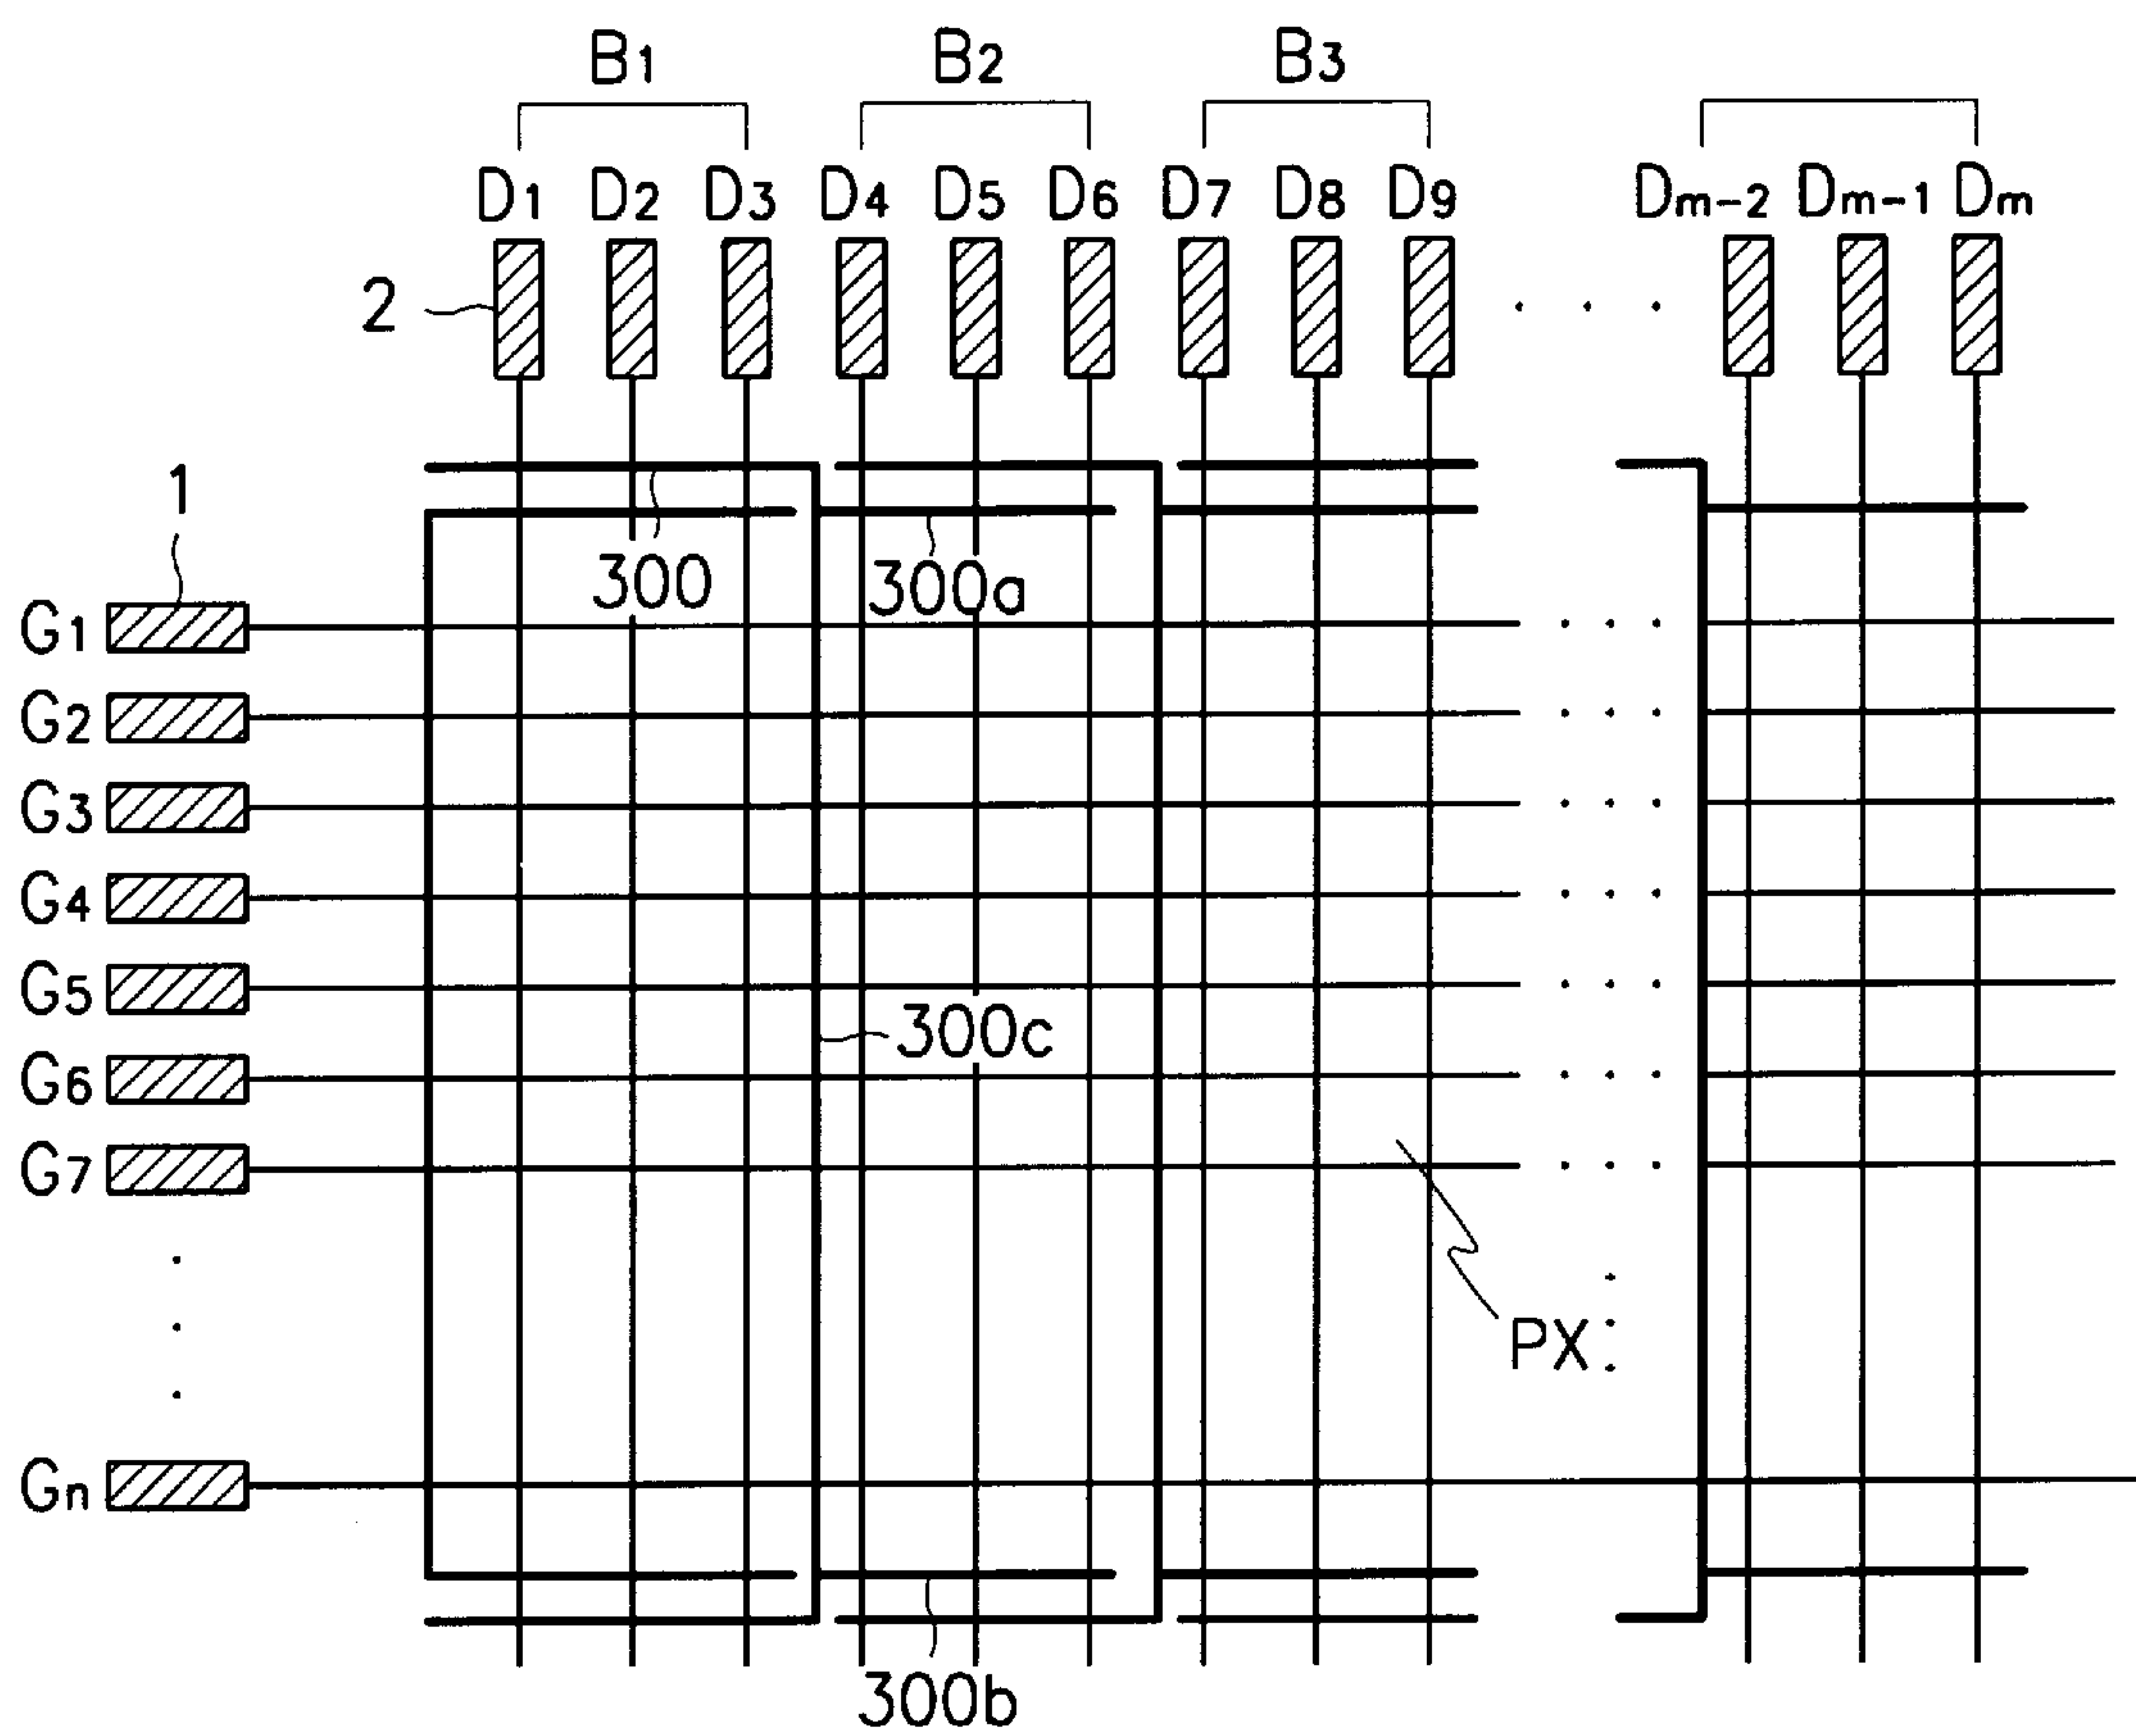 B1 B2 B3
D1 D2 D3 D4 D5 D6 D7 D8 D9 Dm-2 Dm-1 Dm
2
1
300 300a
G1
G2
G3
G4
G5
300c
G6
G7
PX
Gn
300b